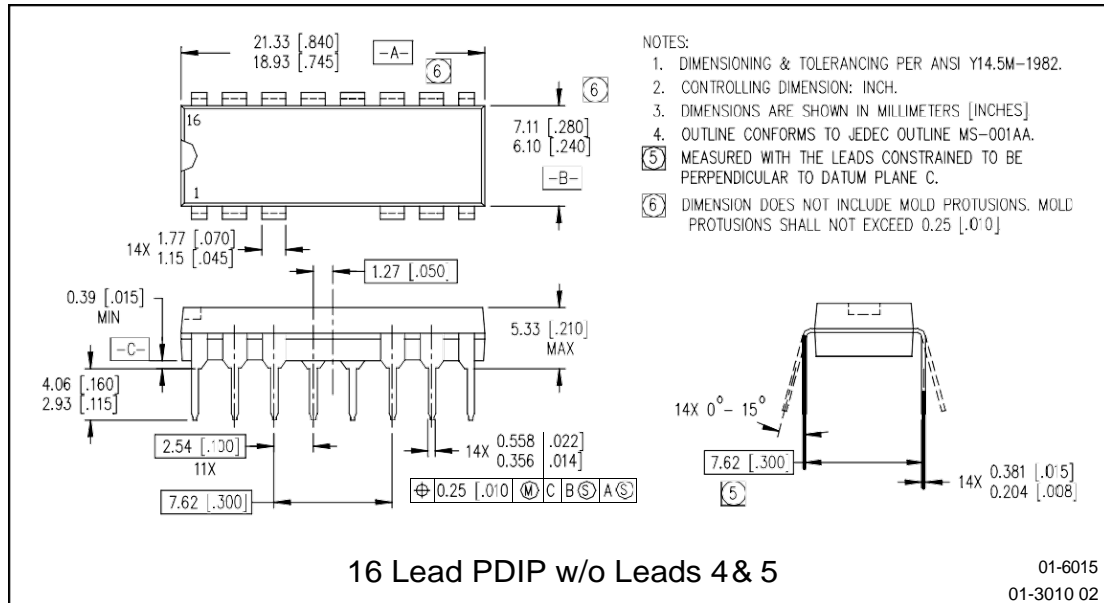 21.33 [.840]
18.93 [.745]
-A-
6
6
16
1
7.11 [.280]
6.10 [.240]
-B-
14X 1.77 [.070]
1.15 [.045]
1.27 [.050]
0.39 [.015]
MIN
-C-
5.33 [.210]
MAX
4.06 [.160]
2.93 [.115]
2.54 [.100]
11X
14X 0.558 [.022]
0.356 [.014]
⌖ 0.25 [.010 Ⓜ C B Ⓢ A Ⓢ
7.62 [.300]
NOTES:
1. DIMENSIONING & TOLERANCING PER ANSI Y14.5M-1982.
2. CONTROLLING DIMENSION: INCH.
3. DIMENSIONS ARE SHOWN IN MILLIMETERS [INCHES]
4. OUTLINE CONFORMS TO JEDEC OUTLINE MS-001AA.
5 MEASURED WITH THE LEADS CONSTRAINED TO BE
PERPENDICULAR TO DATUM PLANE C.
6 DIMENSION DOES NOT INCLUDE MOLD PROTUSIONS. MOLD
PROTUSIONS SHALL NOT EXCEED 0.25 [.010]
14X 0°- 15°
7.62 [.300]
5
14X 0.381 [.015]
0.204 [.008]
16 Lead PDIP w/o Leads 4& 5
01-6015
01-3010 02